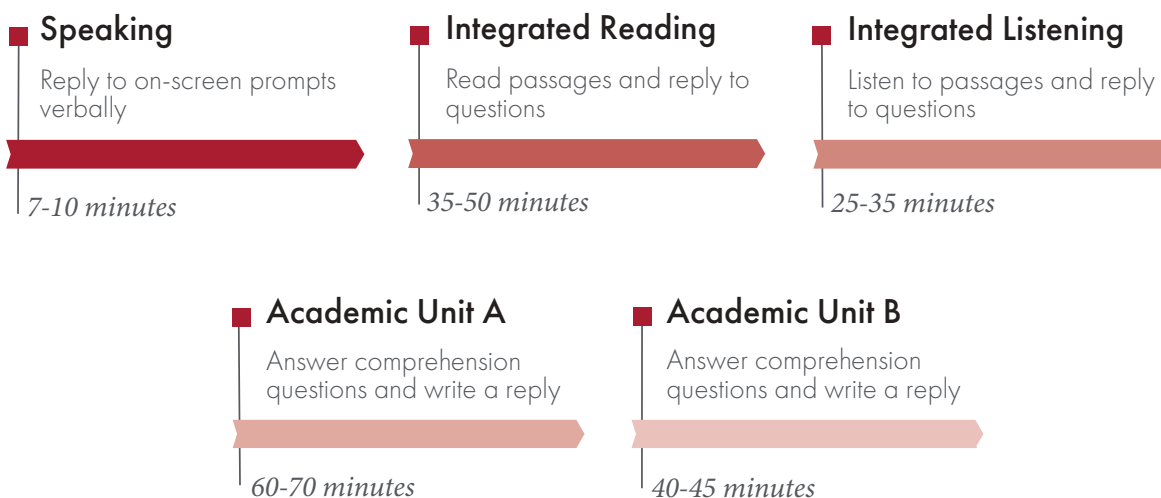 Speaking
Reply to on-screen prompts
verbally
7-10 minutes
Integrated Reading
Read passages and reply to
questions
35-50 minutes
Integrated Listening
Listen to passages and reply
to questions
25-35 minutes
Academic Unit A
Answer comprehension
questions and write a reply
60-70 minutes
Academic Unit B
Answer comprehension
questions and write a reply
40-45 minutes